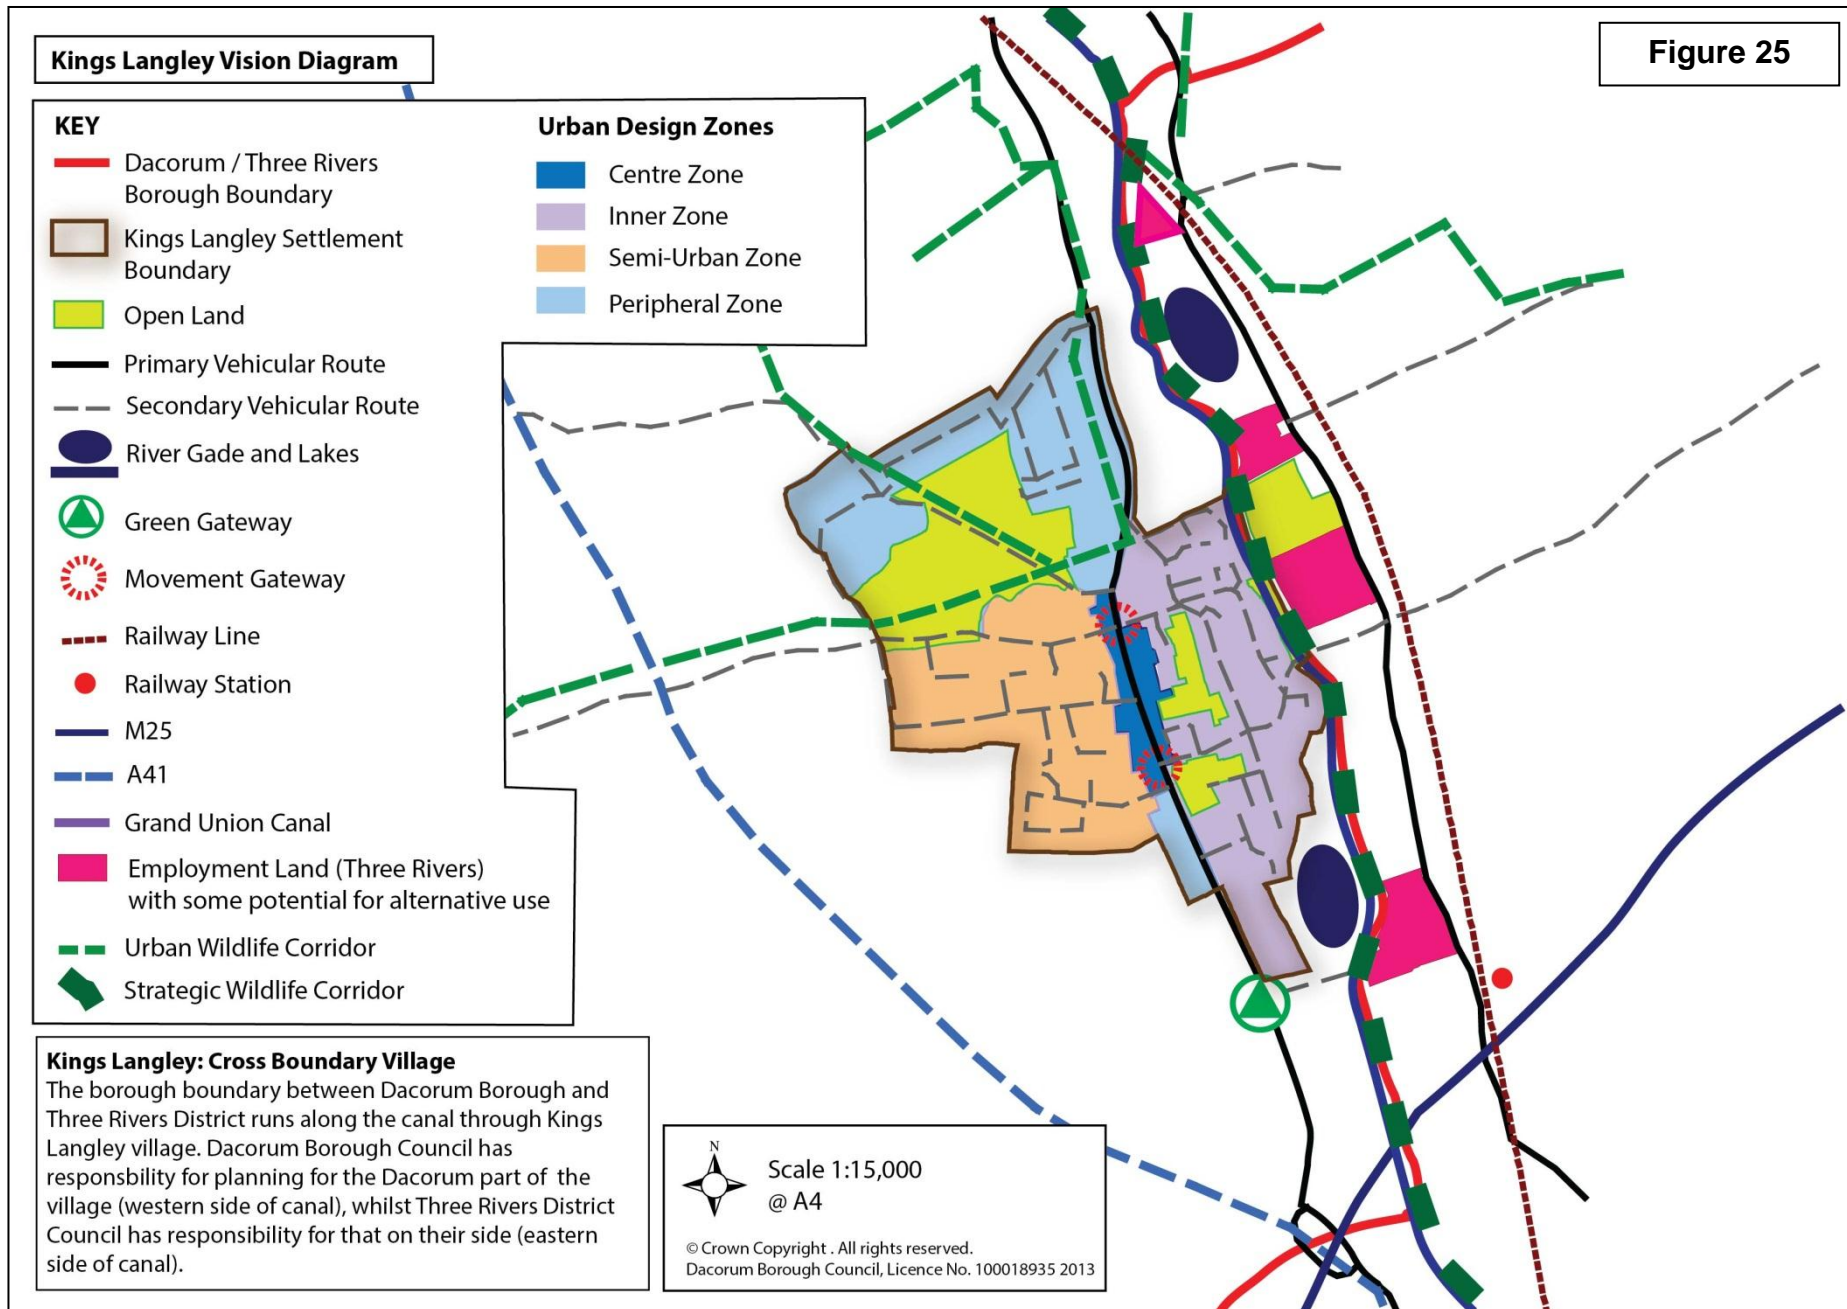 Kings Langley Vision Diagram
Figure 25
KEY
Dacorum / Three Rivers
Borough Boundary
Kings Langley Settlement
Boundary
Open Land
Primary Vehicular Route
Secondary Vehicular Route
River Gade and Lakes
Green Gateway
Movement Gateway
Railway Line
Railway Station
M25
A41
Grand Union Canal
Employment Land (Three Rivers)
with some potential for alternative use
Urban Wildlife Corridor
Strategic Wildlife Corridor
Urban Design Zones
Centre Zone
Inner Zone
Semi-Urban Zone
Peripheral Zone
Kings Langley: Cross Boundary Village
The borough boundary between Dacorum Borough and
Three Rivers District runs along the canal through Kings
Langley village. Dacorum Borough Council has
responsbility for planning for the Dacorum part of the
village (western side of canal), whilst Three Rivers District
Council has responsibility for that on their side (eastern
side of canal).
N
Scale 1:15,000
@ A4
© Crown Copyright . All rights reserved.
Dacorum Borough Council, Licence No. 100018935 2013